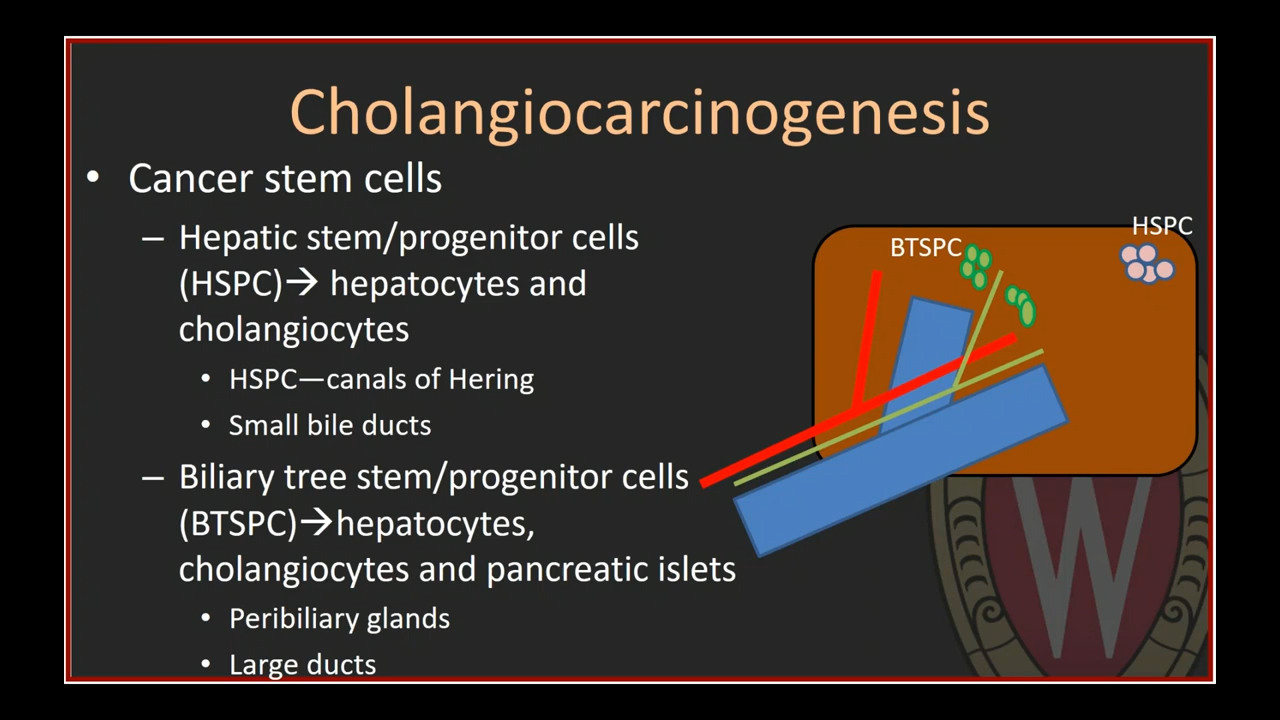 Cholangiocarcinogenesis
• Cancer stem cells
– Hepatic stem/progenitor cells
(HSPC)→ hepatocytes and
cholangiocytes
• HSPC—canals of Hering
• Small bile ducts
– Biliary tree stem/progenitor cells
(BTSPC)→hepatocytes,
cholangiocytes and pancreatic islets
• Peribiliary glands
• Large ducts
BTSPC
HSPC
W